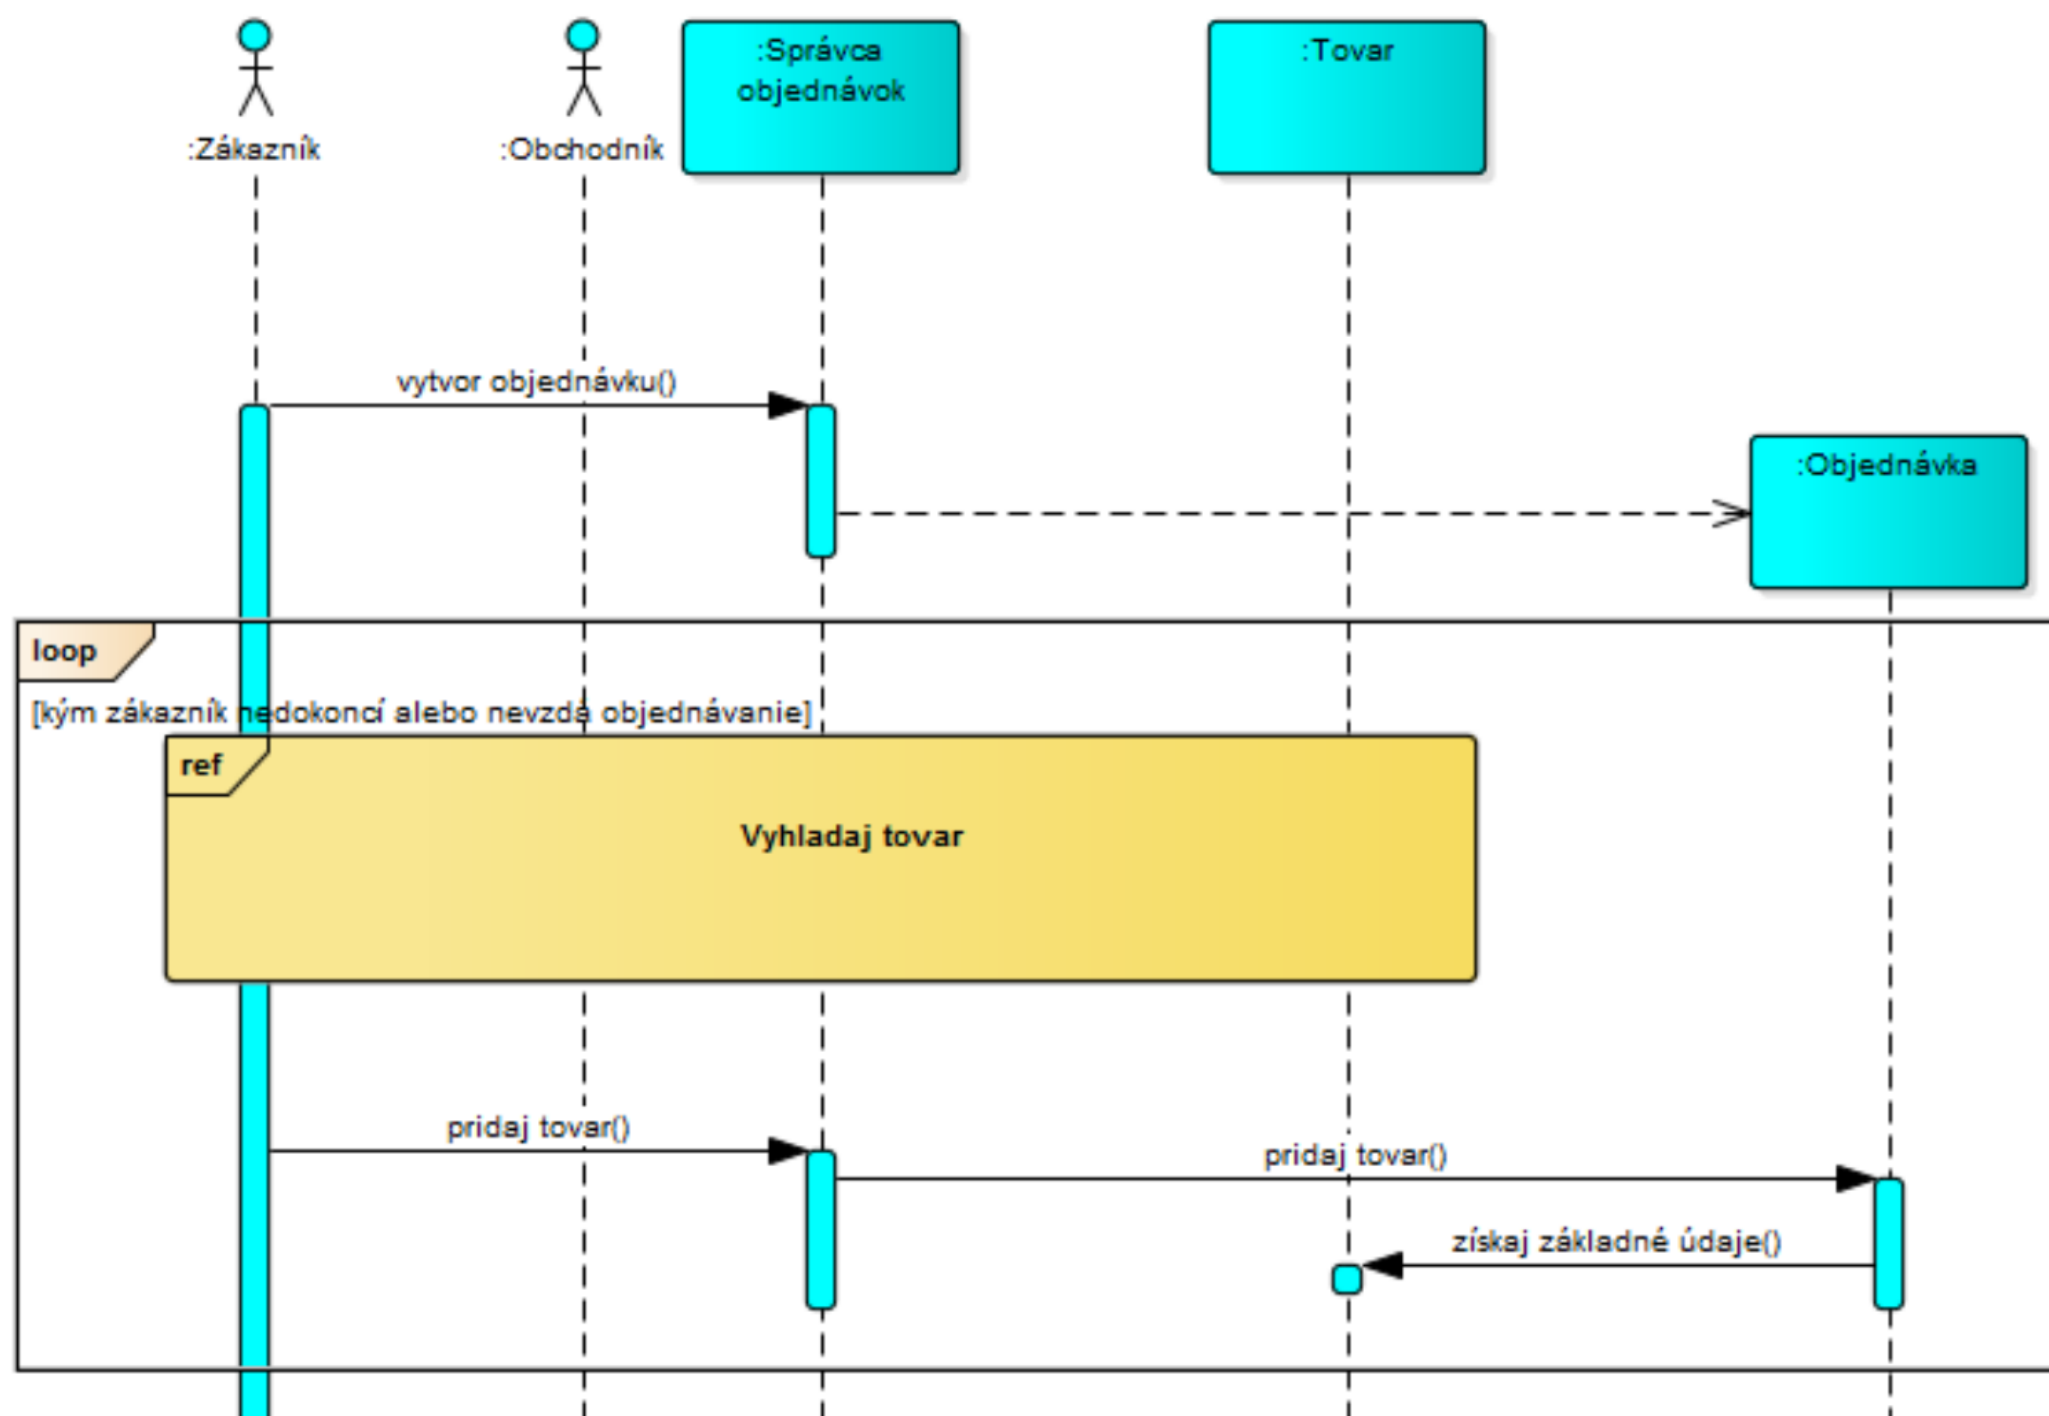 :Zákazník
:Obchodník
:Správca
objednávok
:Tovar
vytvor objednávku()
:Objednávka
loop
[kým zákazník nedokoncí alebo nevzdá objednávanie]
ref
Vyhladaj tovar
pridaj tovar()
pridaj tovar()
získaj základné údaje()